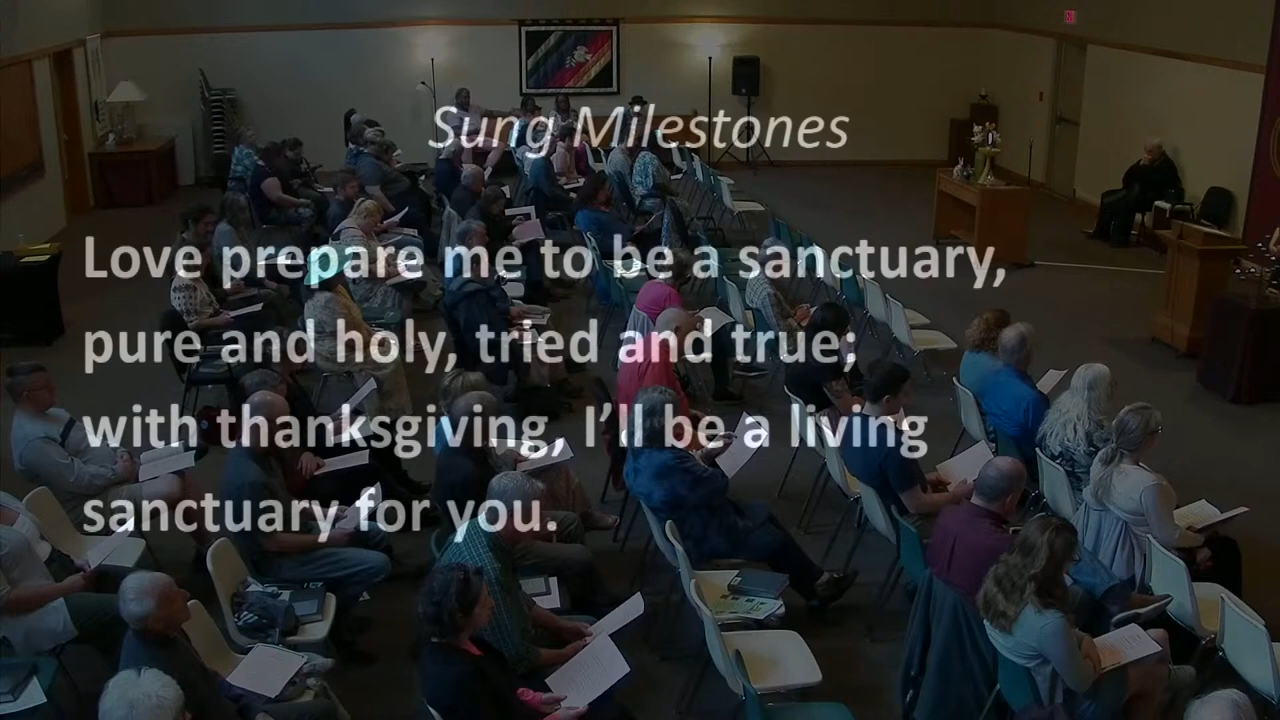 Sung Milestones
Love prepare me to be a sanctuary,
pure and holy, tried and true;
with thanksgiving, I’ll be a living
sanctuary for you.